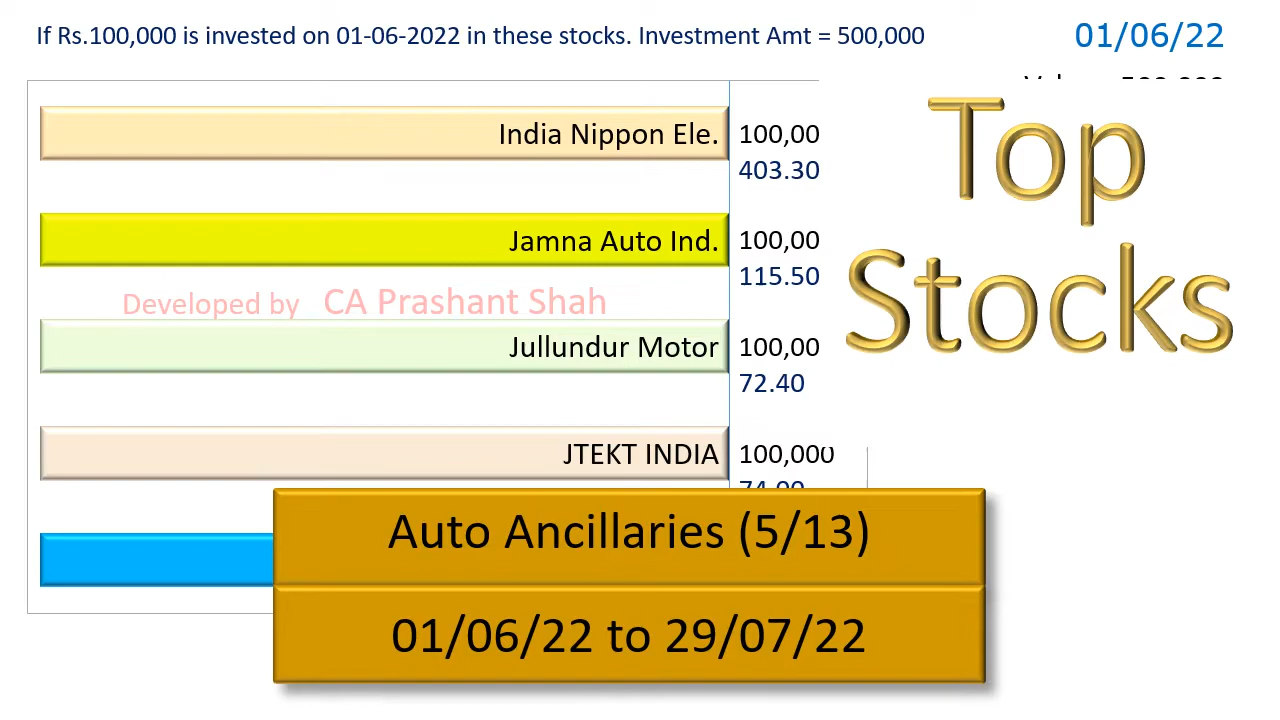 If Rs.100,000 is invested on 01-06-2022 in these stocks. Investment Amt = 500,000
01/06/22
Top
Stocks
India Nippon Ele.
100,00
403.30
Jamna Auto Ind.
100,00
115.50
Developed by CA Prashant Shah
Jullundur Motor
100,00
72.40
JTEKT INDIA
100,000
Auto Ancillaries (5/13)
01/06/22 to 29/07/22